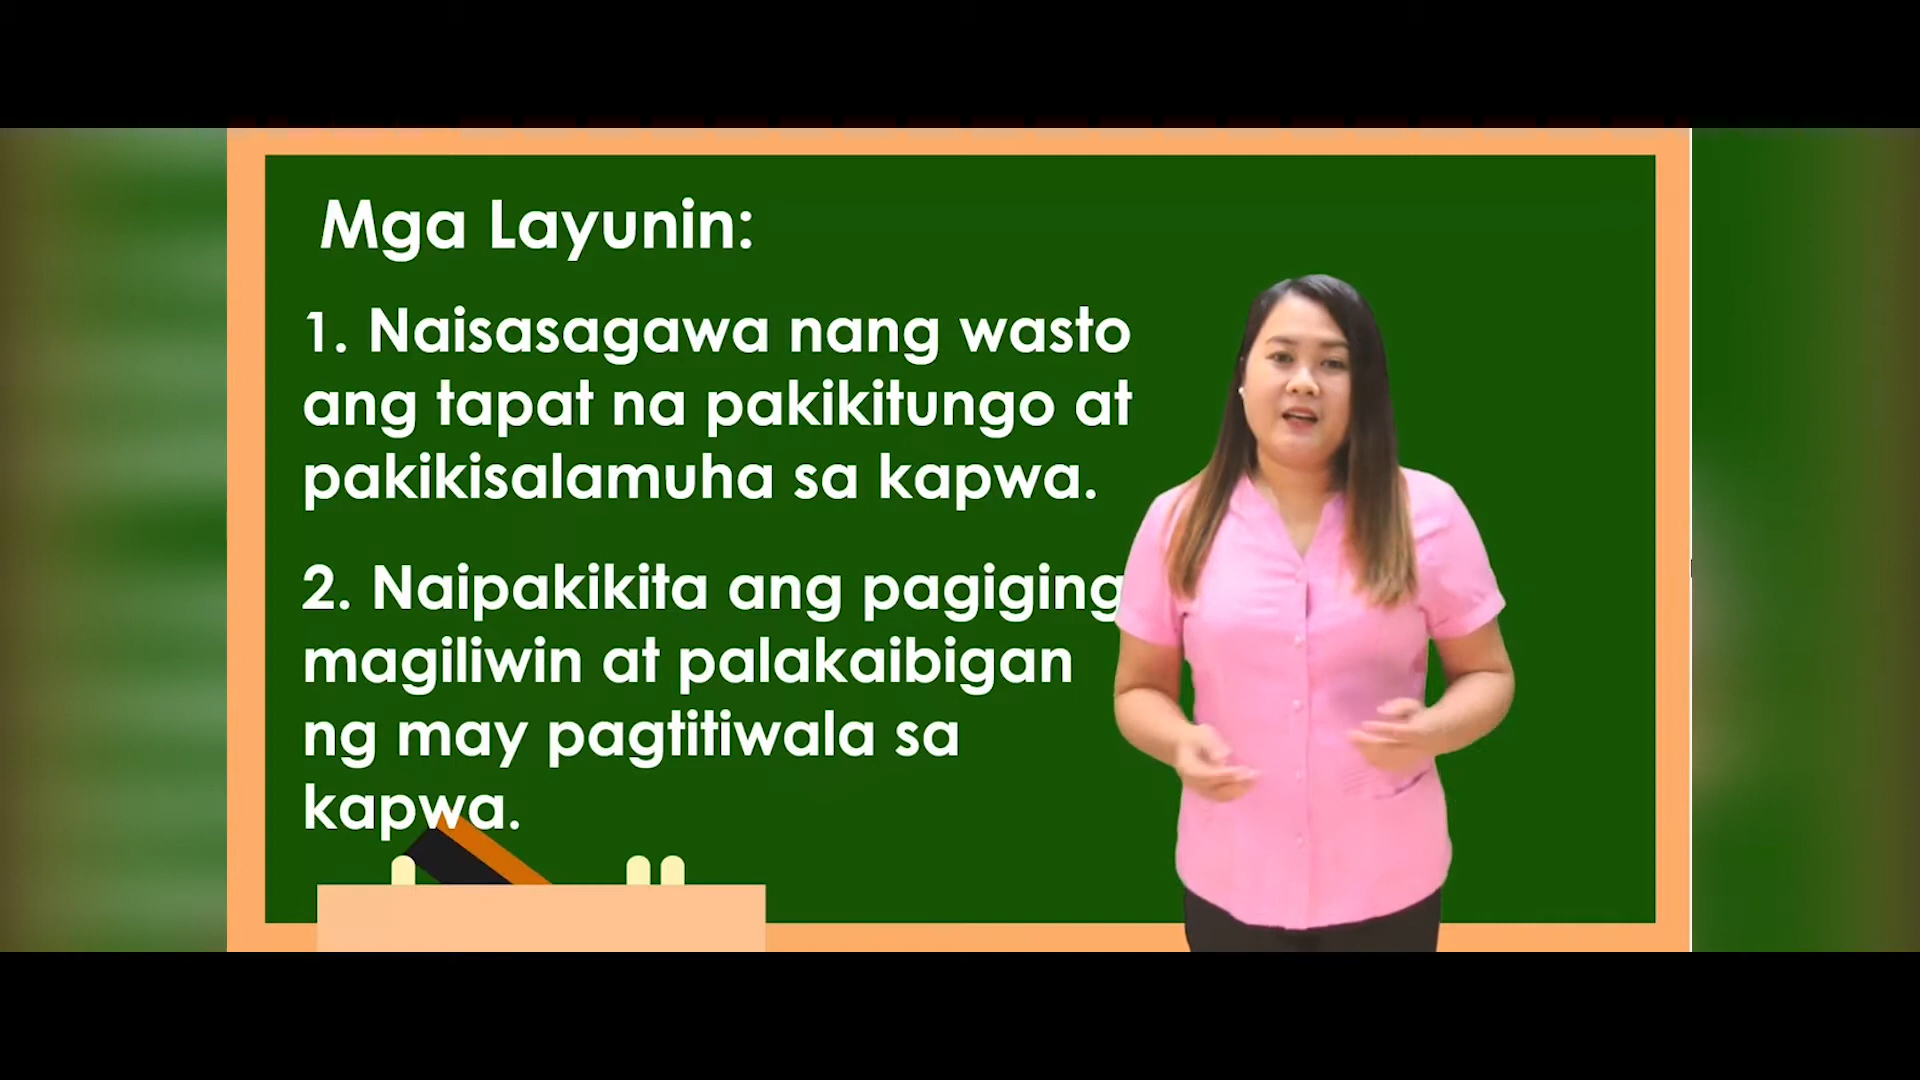 Mga Layunin:
1. Naisasagawa nang wasto
ang tapat na pakikitungo at
pakikisalamuha sa kapwa.
2. Naipakikita ang pagiging
magiliwin at palakaibigan
ng may pagtitiwala sa
kapwa.